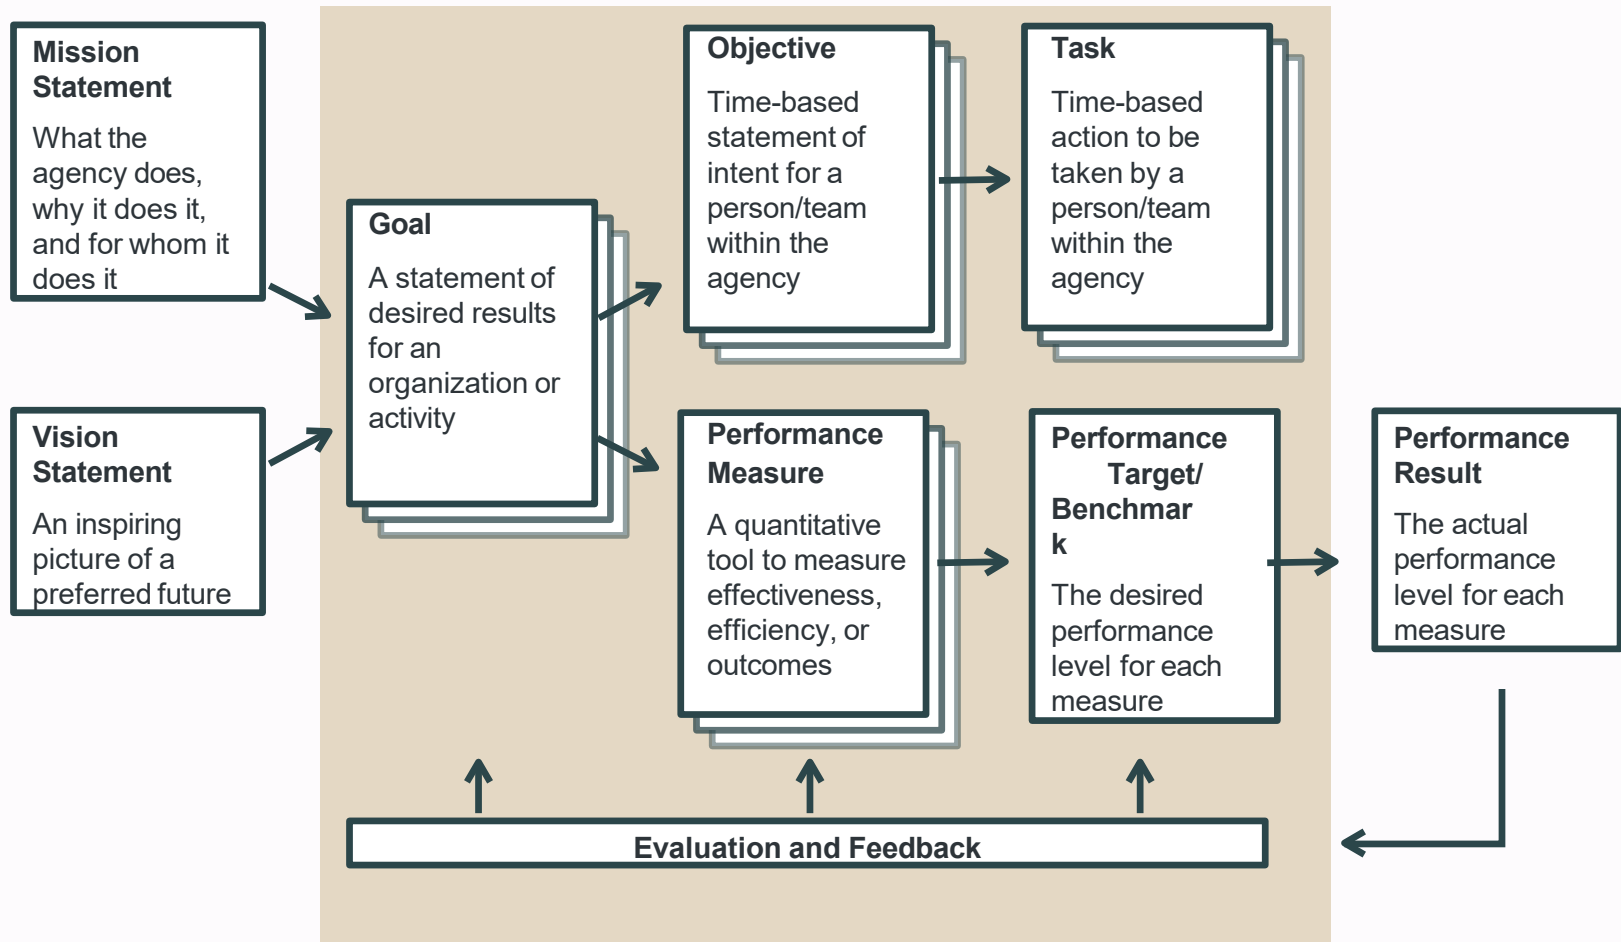 Mission
Statement
What the
agency does,
why it does it,
and for whom it
does it
Vision
Statement
An inspiring
picture of a
preferred future
Goal
A statement of
desired results
for an
organization or
activity
Objective
Time-based
statement of
intent for a
person/team
within the
agency
Task
Time-based
action to be
taken by a
person/team
within the
agency
Performance
Measure
A quantitative
tool to measure
effectiveness,
efficiency, or
outcomes
Performance
Target/
Benchmar
k
The desired
performance
level for each
measure
Performance
Result
The actual
performance
level for each
measure
Evaluation and Feedback